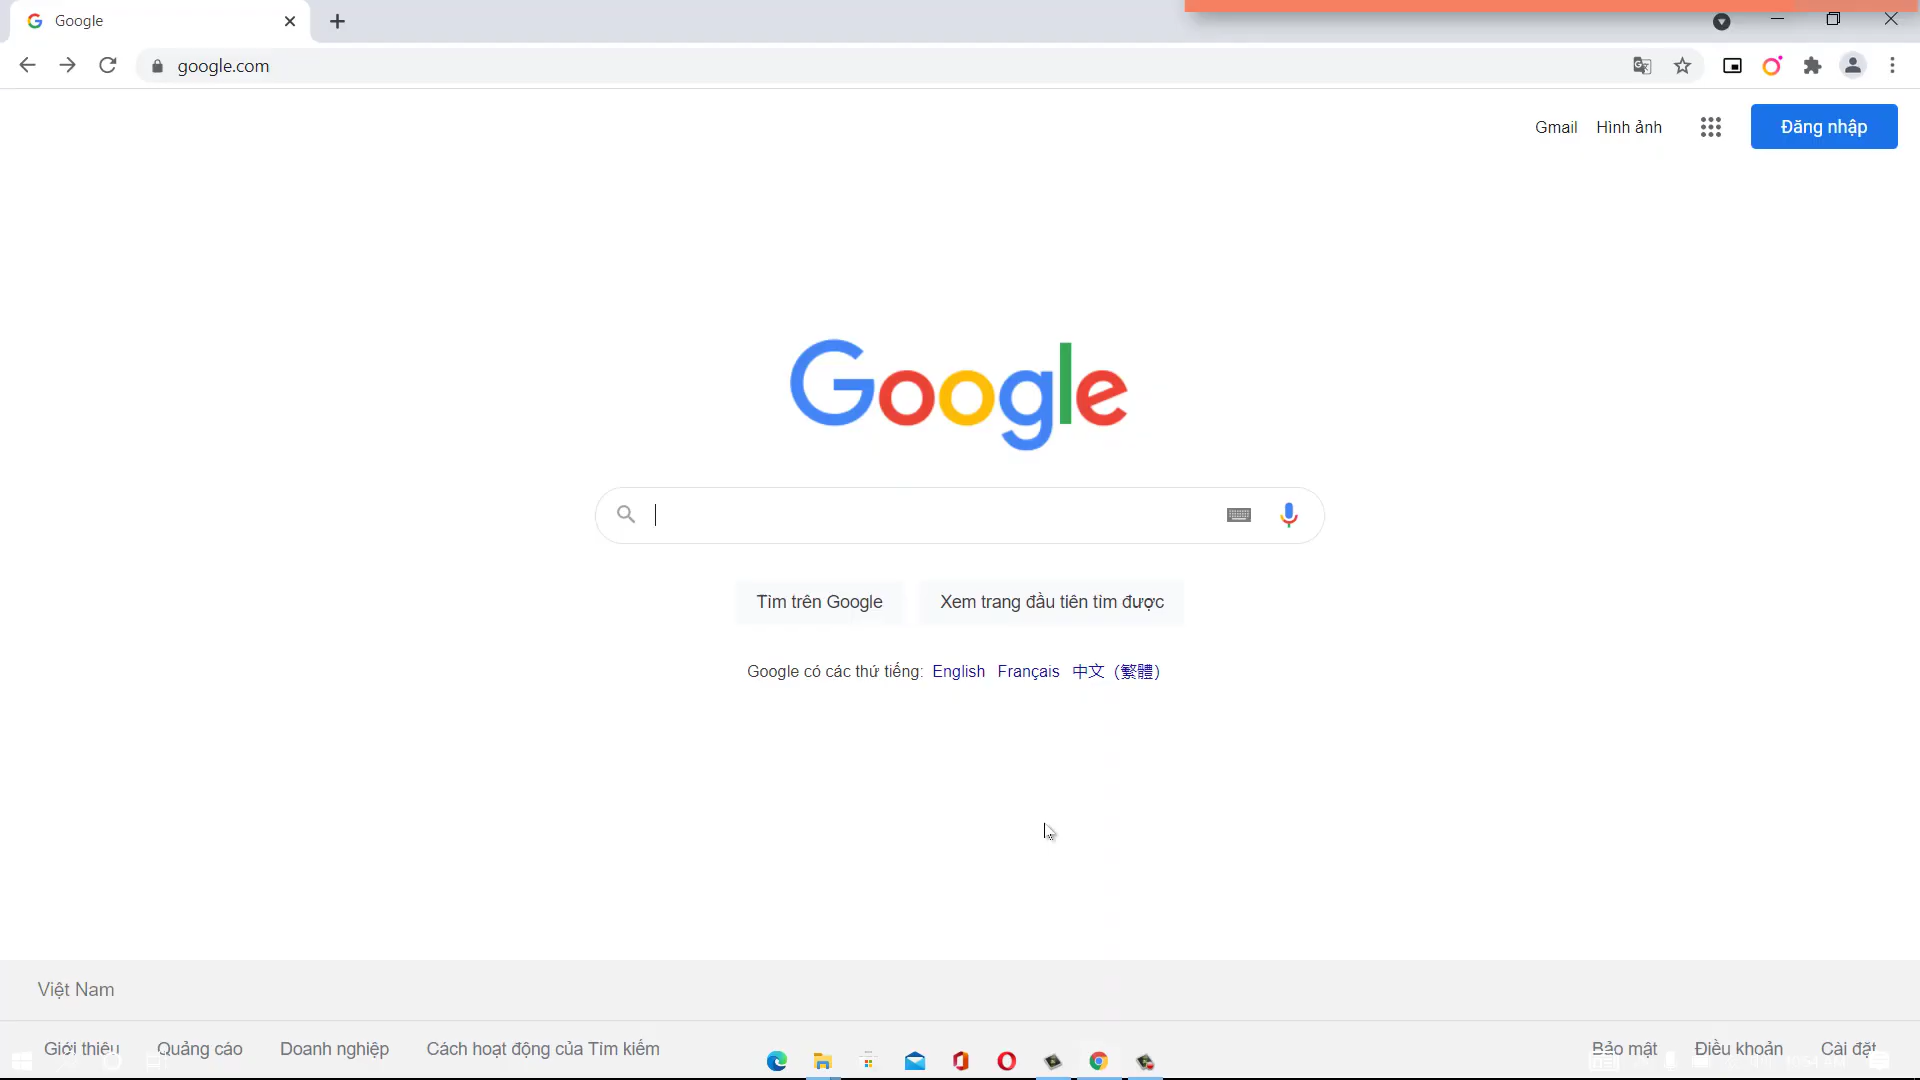 Google
google.com
Gmail Hình ảnh Đăng nhập
Google
Tìm trên Google Xem trang đầu tiên tìm được
Google có các thứ tiếng: English Français 中文（繁體）
Việt Nam
Giới thiệu Quảng cáo Doanh nghiệp Cách hoạt động của Tìm kiếm Bảo mật Điều khoản Cài đặt